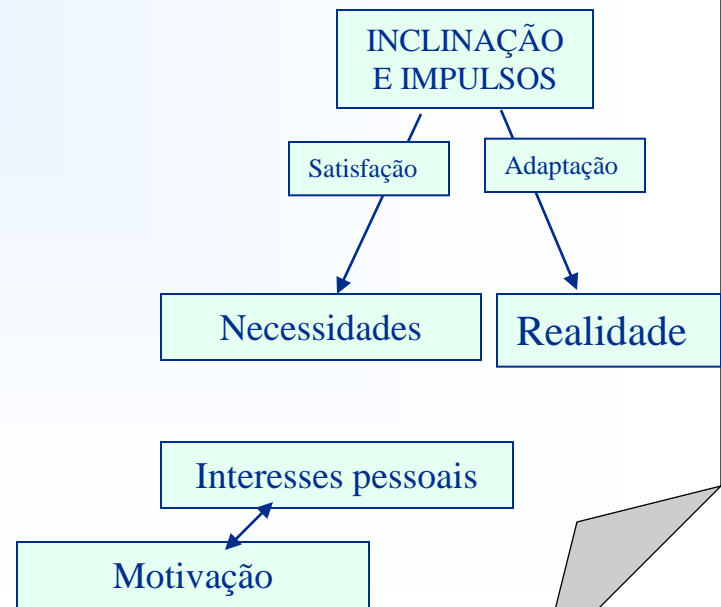 INCLINAÇÃO
E IMPULSOS
Satisfação
Adaptação
Necessidades
Realidade
Interesses pessoais
Motivação